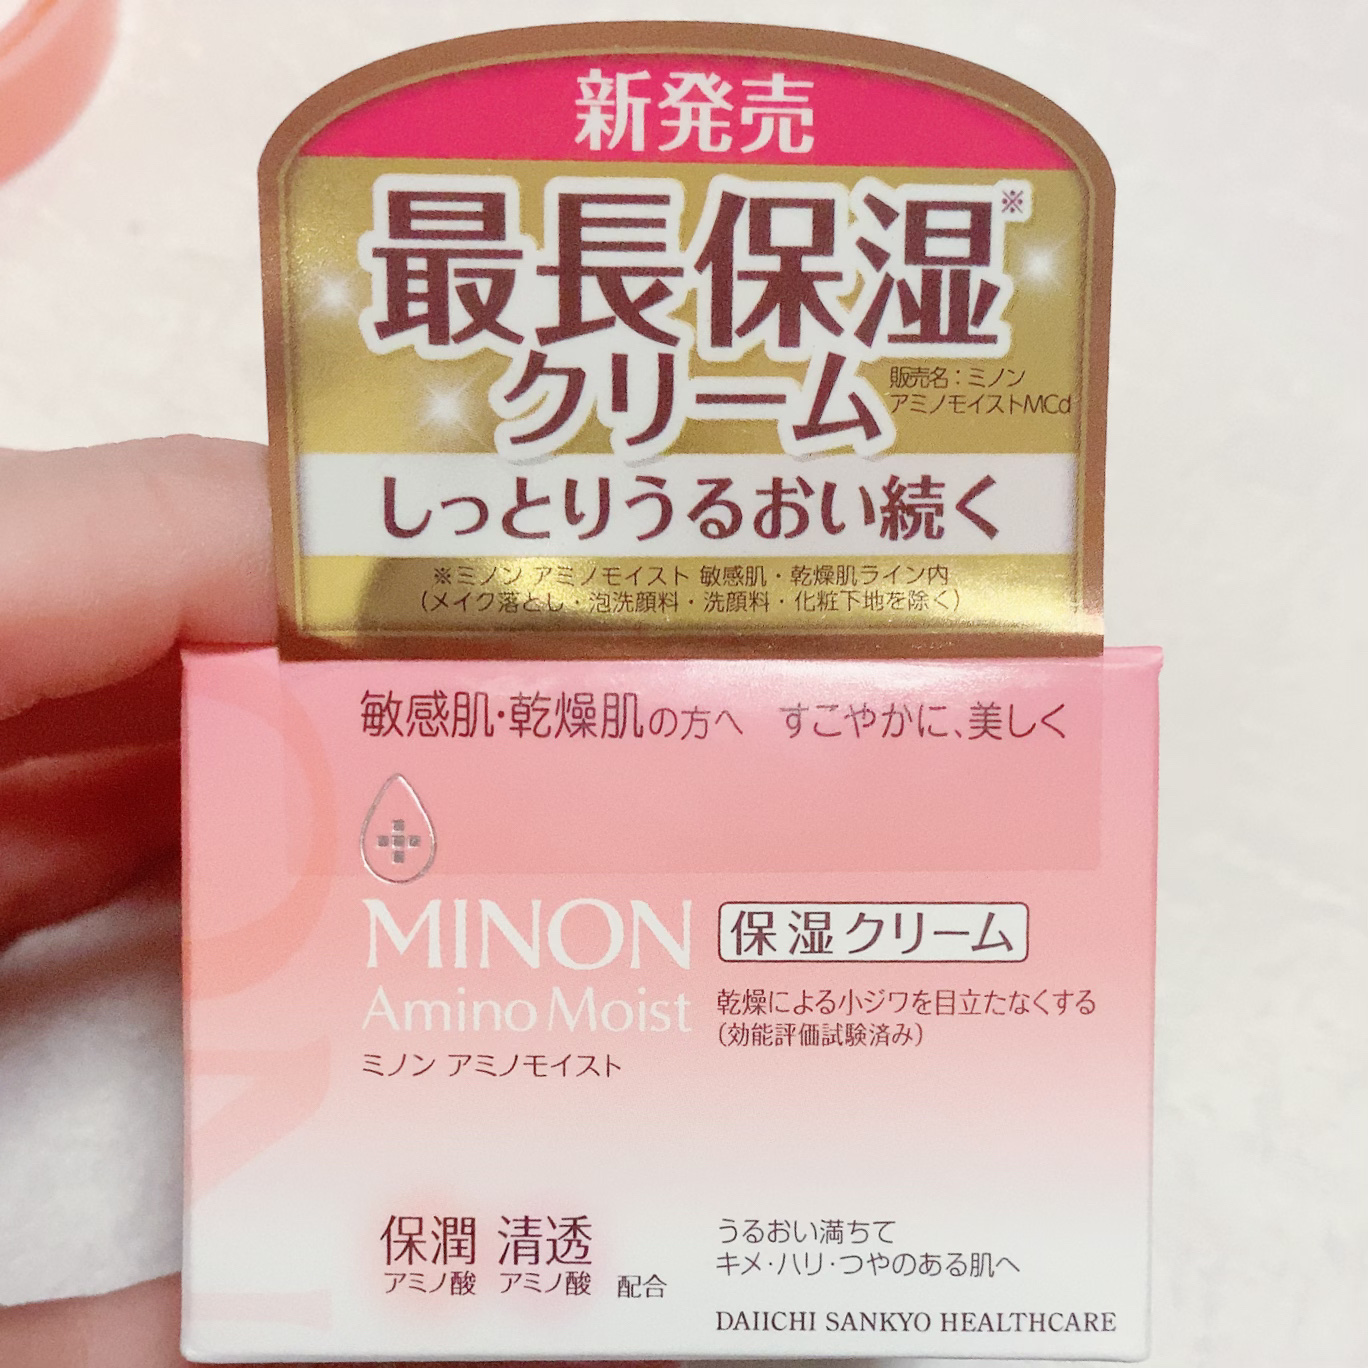 新発売
最長保湿※
クリーム
販売名：ミノン
アミノモイストMCd
しっとりうるおい続く
※ミノン アミノモイスト 敏感肌・乾燥肌ライン内
（メイク落とし・泡洗顔料・洗顔料・化粧下地を除く）
敏感肌・乾燥肌の方へ　すこやかに、美しく
MINON
Amino Moist
ミノン アミノモイスト
保湿クリーム
乾燥による小ジワを目立たなくする
（効能評価試験済み）
保潤 清透
アミノ酸 アミノ酸 配合
うるおい満ちて
キメ・ハリ・つやのある肌へ
DAIICHI SANKYO HEALTHCARE